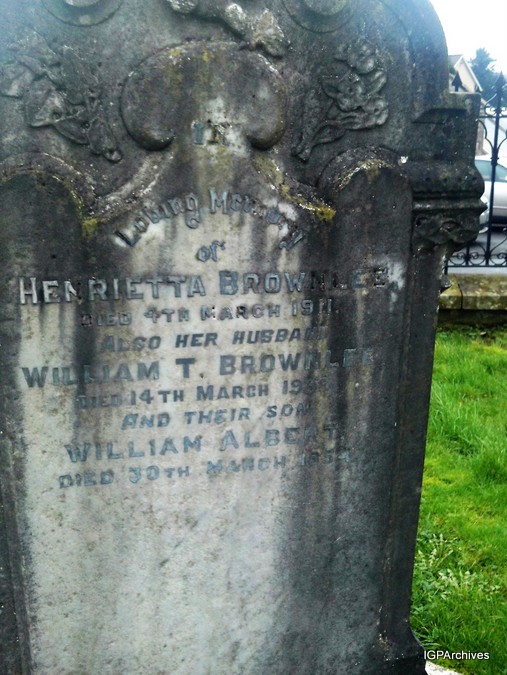 IN
Loving Memory
of
HENRIETTA BROWNLEE,
DIED 4TH MARCH 1911.
ALSO HER HUSBAND
WILLIAM T. BROWNLEE,
DIED 14TH MARCH
AND THEIR SON
WILLIAM ALBERT
DIED 30TH MARCH
IGPArchives